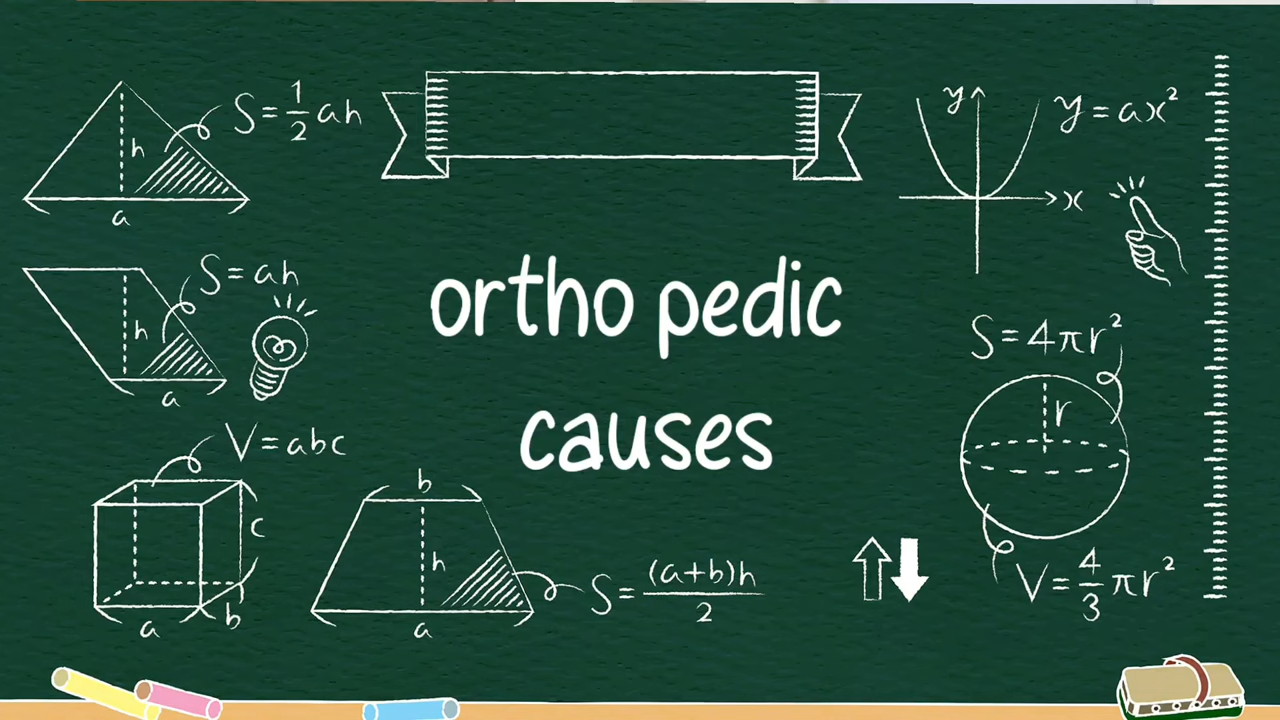 S=1/2 ah
h
a
y
y=ax²
x
S=ah
h
a
ortho pedic
causes
S=4πr²
r
V=abc
c
a
b
b
h
a
S=(a+b)h/2
V=4/3 πr²